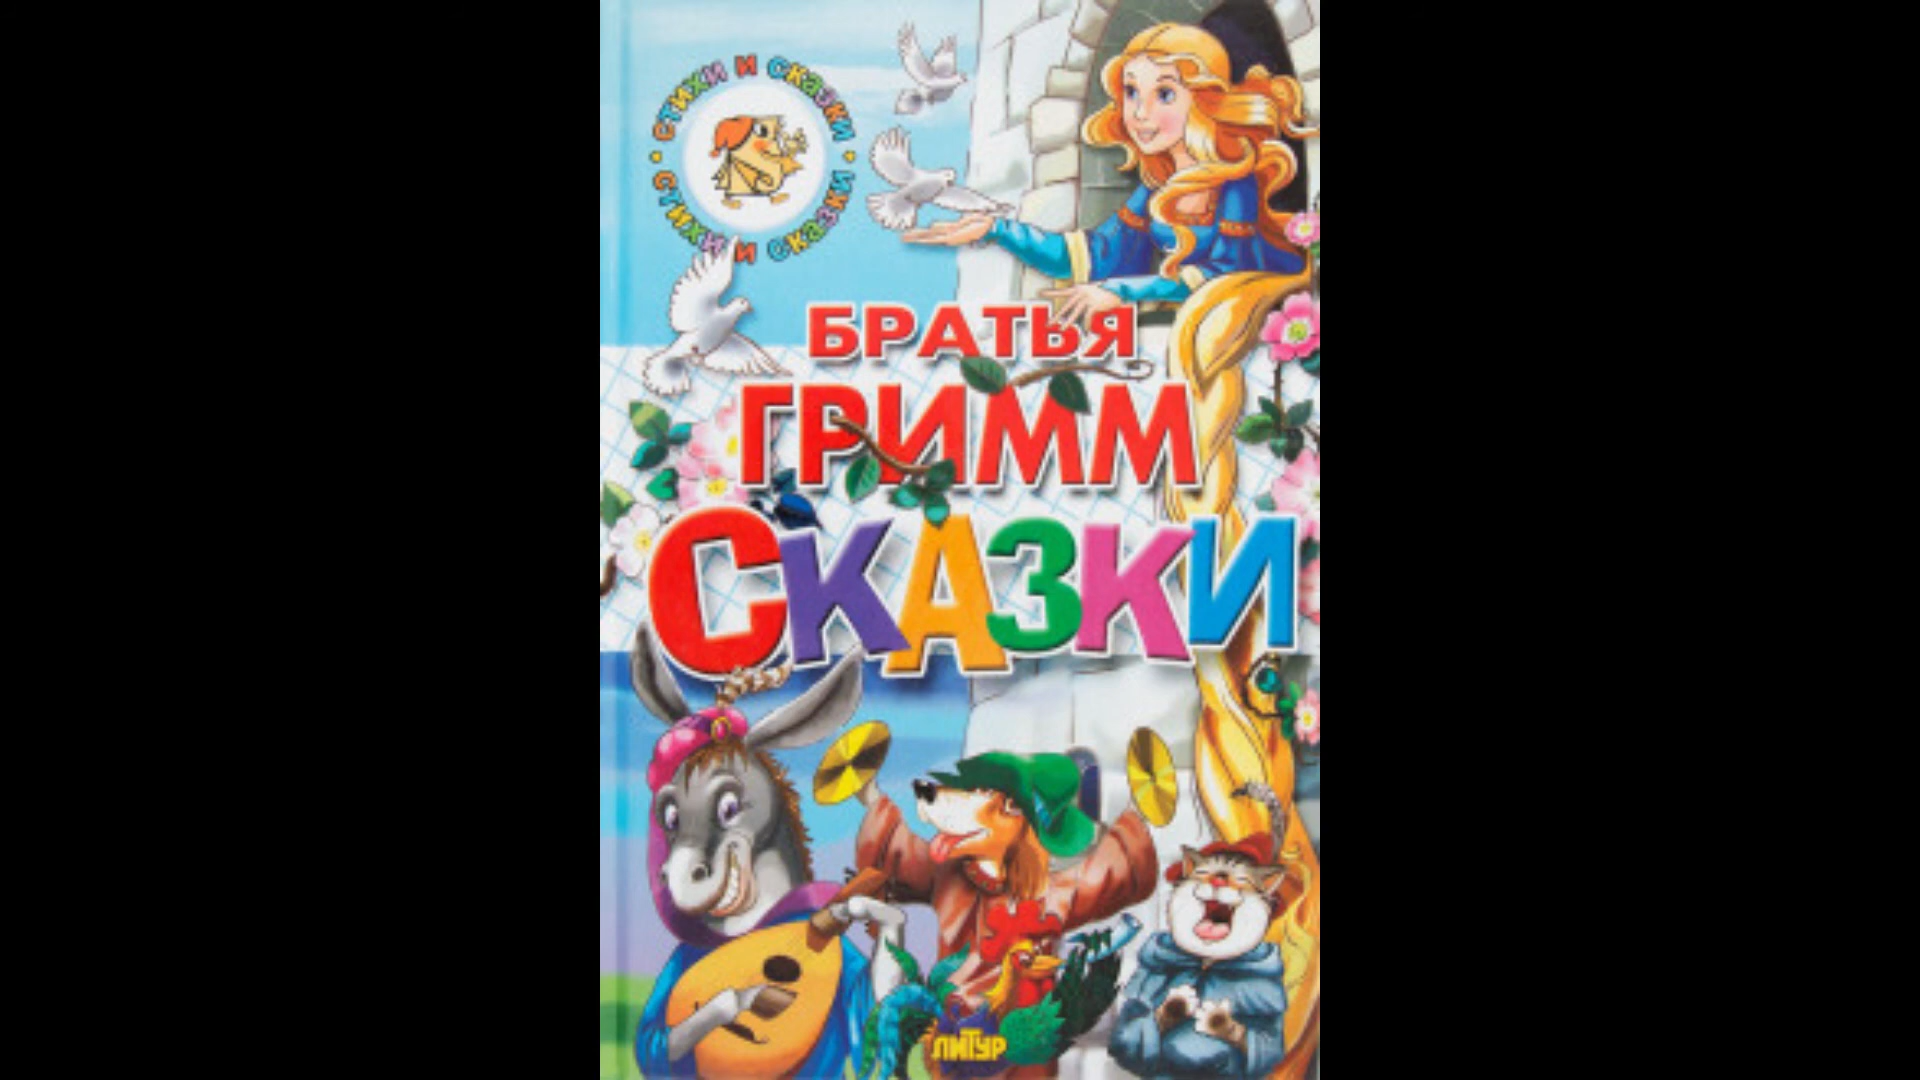 СТИХИ И СКАЗКИ • СТИХИ И СКАЗКИ •
БРАТЬЯ
ГРИММ
СКАЗКИ
ЛИТУР